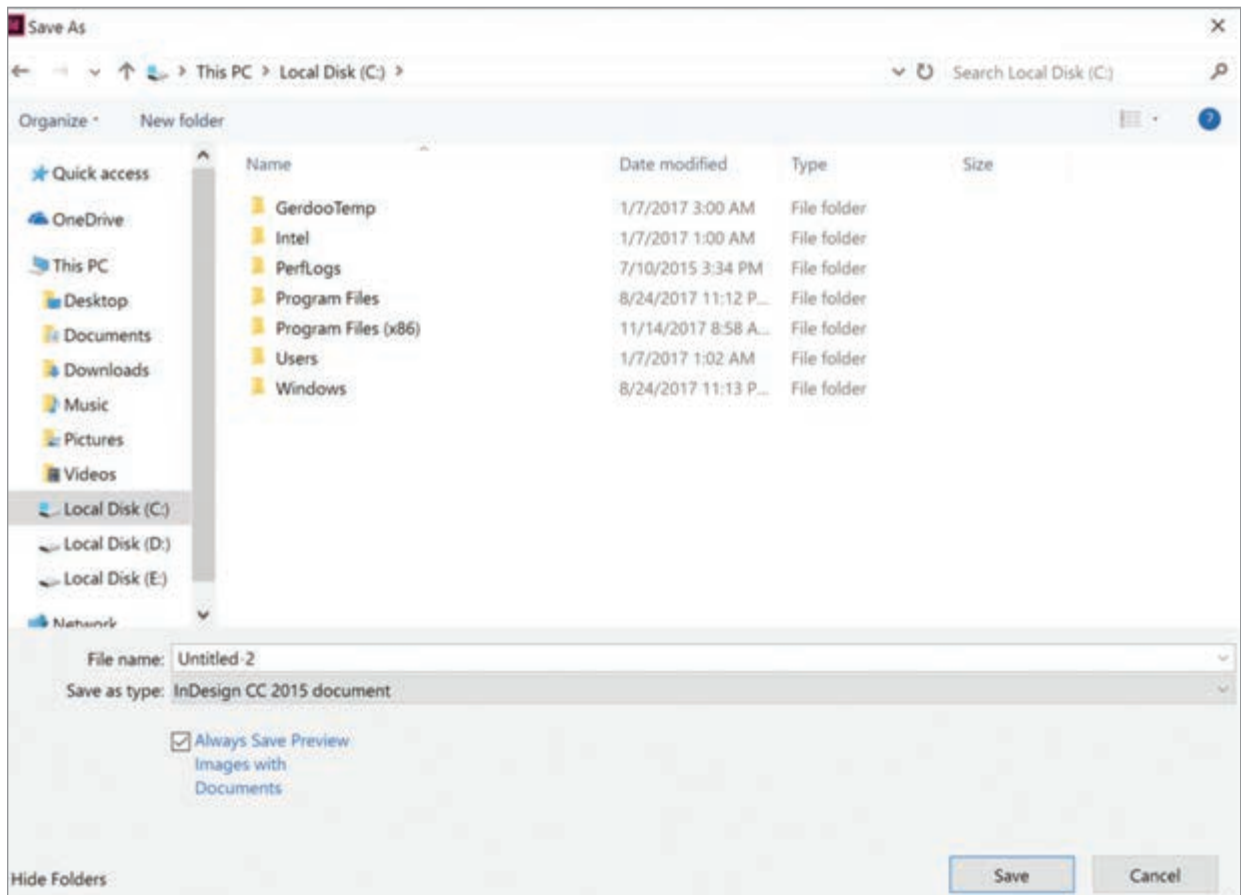 Save As
This PC > Local Disk (C:) >
Search Local Disk (C:)
Organize
New folder
Name Date modified Type Size
Quick access
OneDrive
This PC
Desktop
Documents
Downloads
Music
Pictures
Videos
Local Disk (C:)
Local Disk (D:)
Local Disk (E:)
Network
GerdooTemp 1/7/2017 3:00 AM File folder
Intel 1/7/2017 1:00 AM File folder
PerfLogs 7/10/2015 3:34 PM File folder
Program Files 8/24/2017 11:12 P... File folder
Program Files (x86) 11/14/2017 8:58 A... File folder
Users 1/7/2017 1:02 AM File folder
Windows 8/24/2017 11:13 P... File folder
File name: Untitled-2
Save as type: InDesign CC 2015 document
Always Save Preview
Images with
Documents
Hide Folders
Save
Cancel